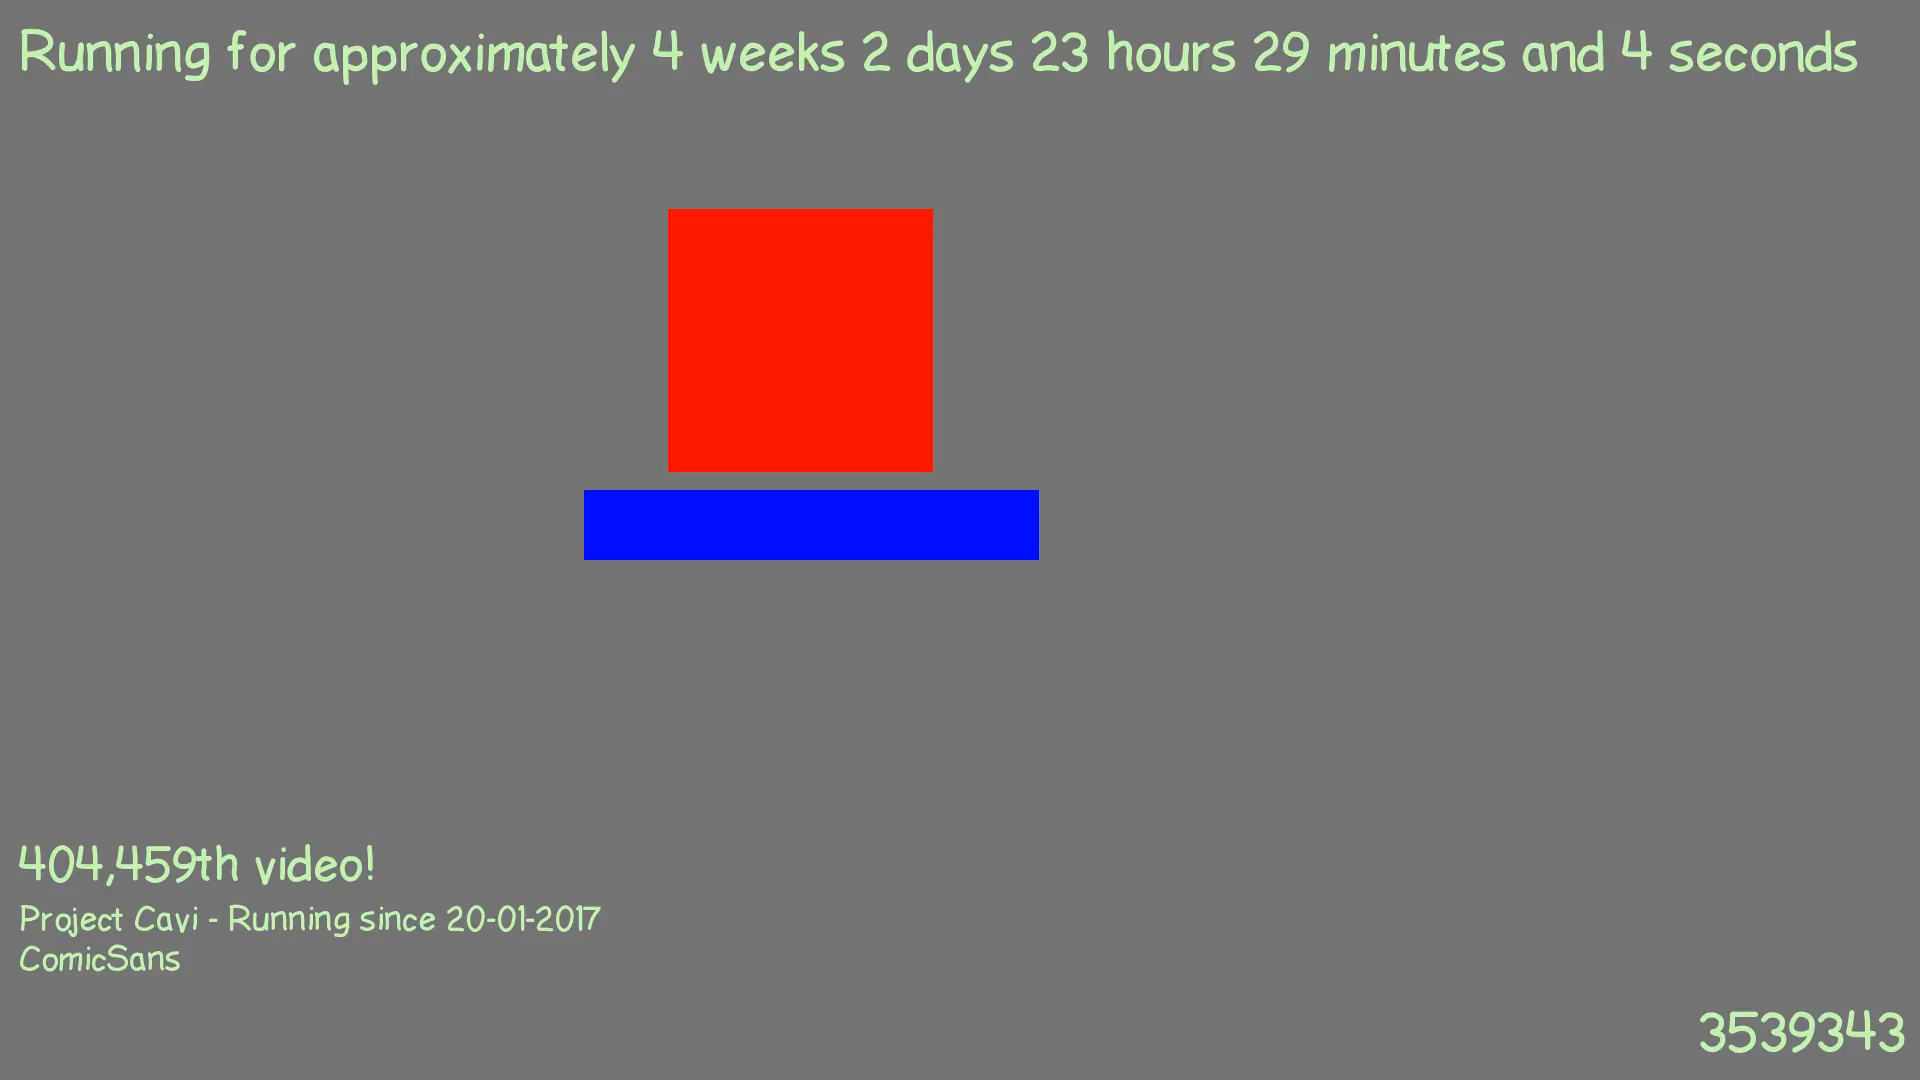 Running for approximately 4 weeks 2 days 23 hours 29 minutes and 4 seconds
404,459th video!
Project Cavi - Running since 20-01-2017
ComicSans
3539343